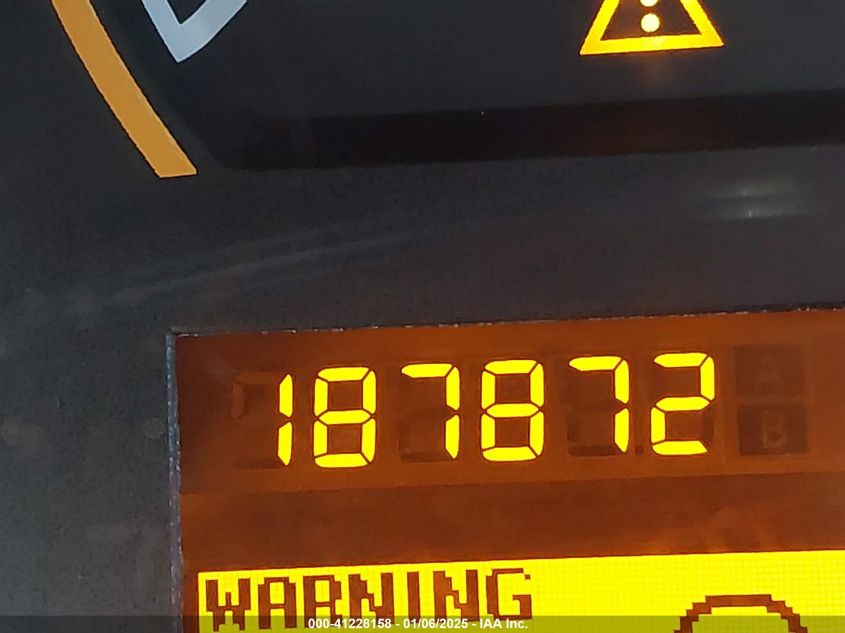 187872
A
B
WARNING
000-41228158 - 01/06/2025 - IAA Inc.